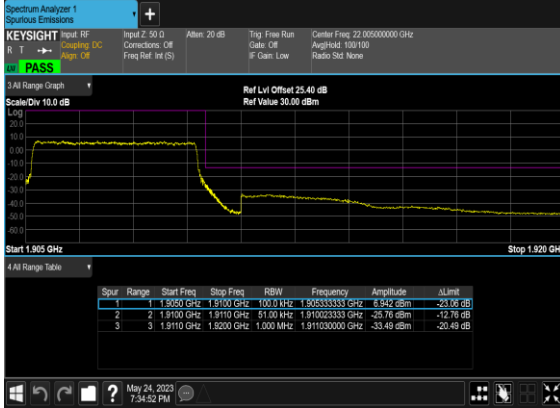 Spectrum Analyzer 1
Spurious Emissions
+
KEYSIGHT
Input: RF
Coupling: DC
Align: Off
R T
LW
PASS
Input Z: 50 Ω
Corrections: Off
Freq Ref: Int (S)
Atten: 20 dB
Trig: Free Run
Gate: Off
IF Gain: Low
Center Freq: 22.005000000 GHz
Avg|Hold: 100/100
Radio Std: None
3 All Range Graph
Scale/Div 10.0 dB
Ref Lvl Offset 25.40 dB
Ref Value 30.00 dBm
Log
20.0
10.0
0.00
-10.0
-20.0
-30.0
-40.0
-50.0
-60.0
Start 1.905 GHz
Stop 1.920 GH
4 All Range Table
Spur Range Start Freq Stop Freq RBW Frequency Amplitude ΔLimit
1 1 1.9050 GHz 1.9100 GHz 100.0 kHz 1.905333333 GHz 6.942 dBm -23.06 dB
2 2 1.9100 GHz 1.9110 GHz 51.00 kHz 1.910023333 GHz -25.76 dBm -12.76 dB
3 3 1.9110 GHz 1.9200 GHz 1.000 MHz 1.911030000 GHz -33.49 dBm -20.49 dB
?
May 24, 2023
7:34:52 PM